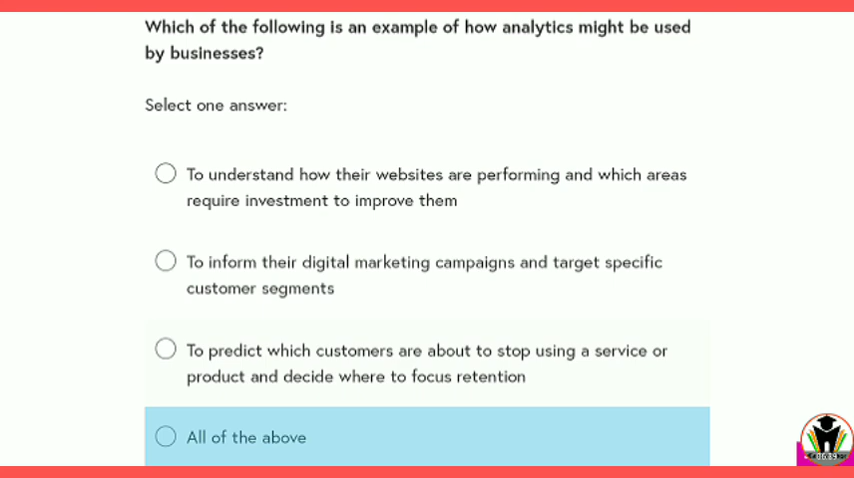 Which of the following is an example of how analytics might be used
by businesses?
Select one answer:
To understand how their websites are performing and which areas
require investment to improve them
To inform their digital marketing campaigns and target specific
customer segments
To predict which customers are about to stop using a service or
product and decide where to focus retention
All of the above